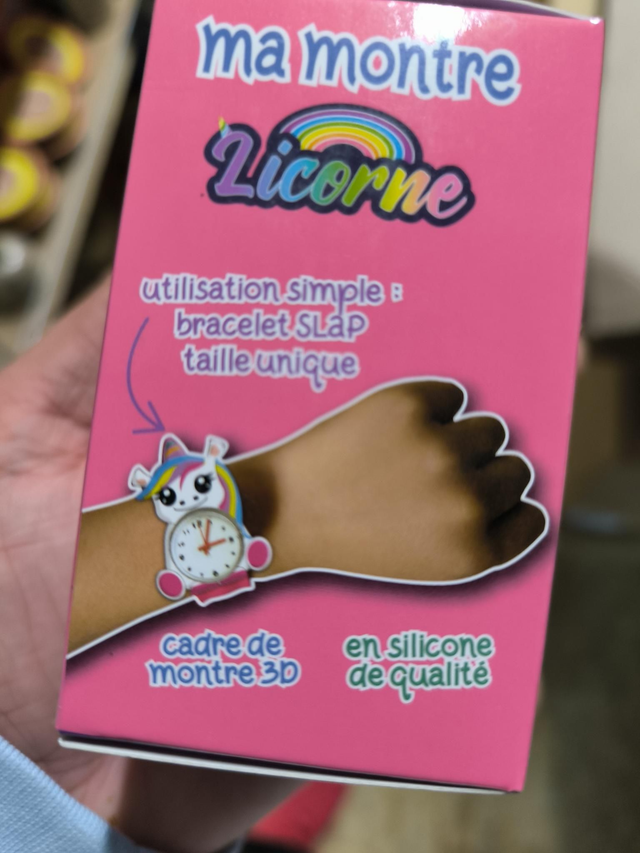 ma montre
Licorne
utilisation simple :
bracelet SLaP
taille unique
cadre de
montre 3D
en silicone
de qualité